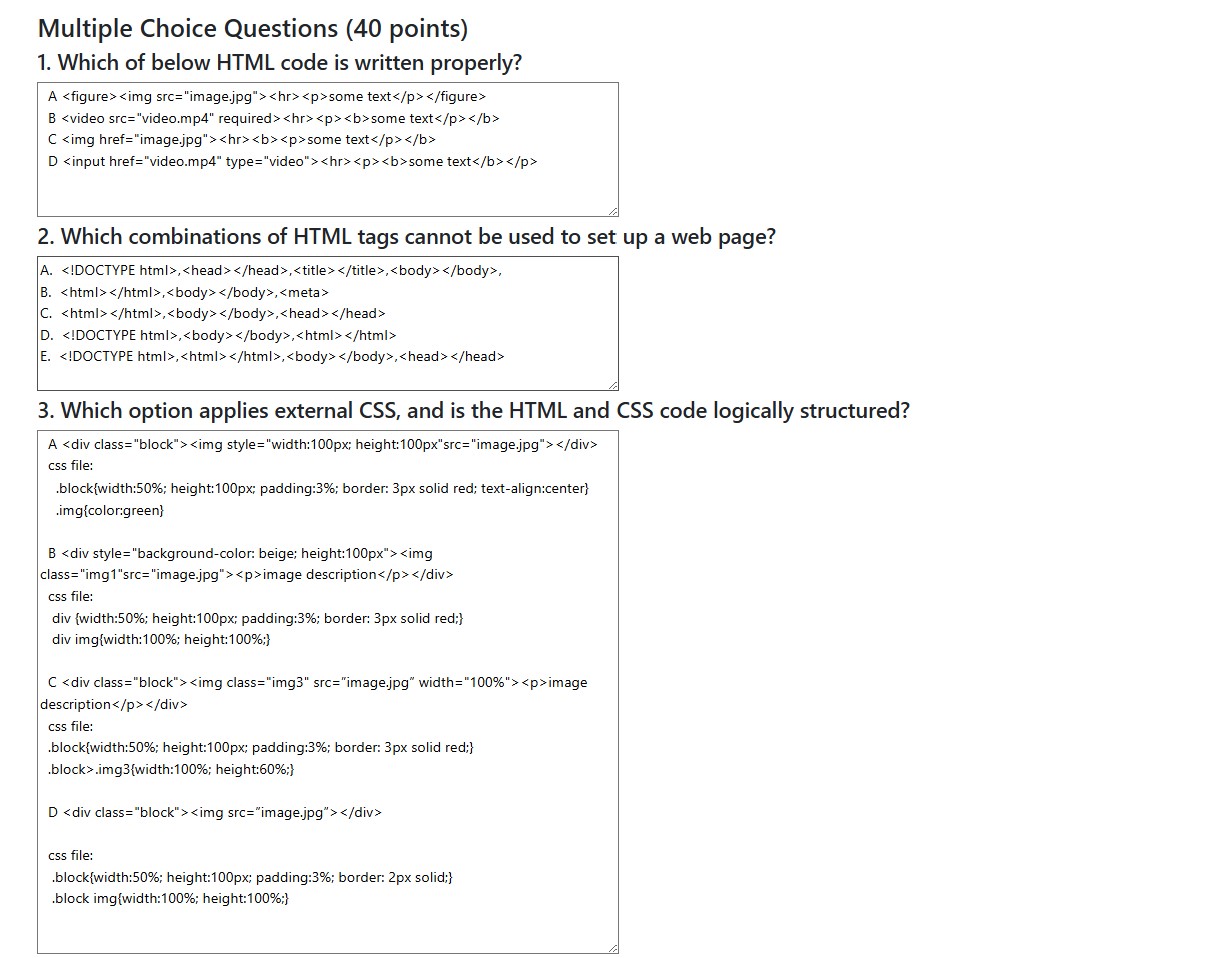 Multiple Choice Questions (40 points)
1. Which of below HTML code is written properly?
A <figure><img src="image.jpg"><hr><p>some text</p></figure>
B <video src="video.mp4" required><hr><p><b>some text</p></b>
C <img href="image.jpg"><hr><b><p>some text</p></b>
D <input href="video.mp4" type="video"><hr><p><b>some text</b></p>
2. Which combinations of HTML tags cannot be used to set up a web page?
A.  <!DOCTYPE html>,<head></head>,<title></title>,<body></body>,
B.  <html></html>,<body></body>,<meta>
C.  <html></html>,<body></body>,<head></head>
D.  <!DOCTYPE html>,<body></body>,<html></html>
E.  <!DOCTYPE html>,<html></html>,<body></body>,<head></head>
3. Which option applies external CSS, and is the HTML and CSS code logically structured?
A <div class="block"><img style="width:100px; height:100px"src="image.jpg"></div>
css file:
.block{width:50%; height:100px; padding:3%; border: 3px solid red; text-align:center}
.img{color:green}
B <div style="background-color: beige; height:100px"><img
class="img1"src="image.jpg"><p>image description</p></div>
css file:
div {width:50%; height:100px; padding:3%; border: 3px solid red;}
div img{width:100%; height:100%;}
C <div class="block"><img class="img3" src=“image.jpg” width="100%"><p>image
description</p></div>
css file:
.block{width:50%; height:100px; padding:3%; border: 3px solid red;}
.block>.img3{width:100%; height:60%;}
D <div class="block"><img src=“image.jpg”></div>
css file:
.block{width:50%; height:100px; padding:3%; border: 2px solid;}
.block img{width:100%; height:100%;}